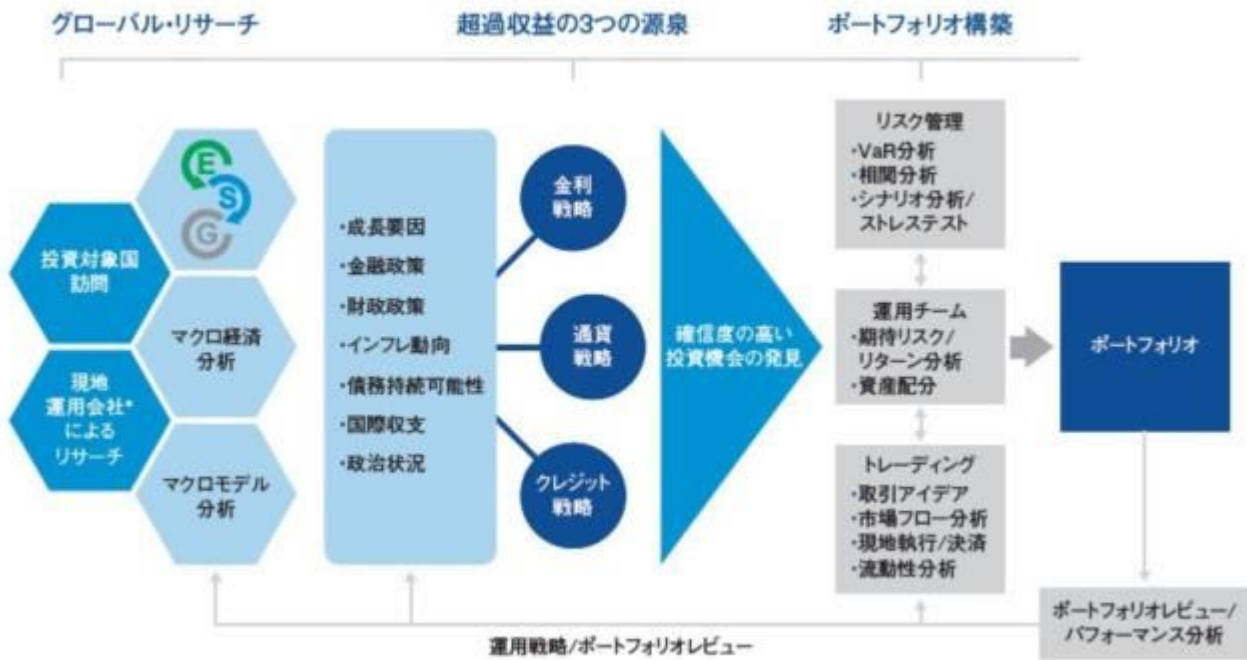 グローバル・リサーチ
超過収益の3つの源泉
ポートフォリオ構築
E
S
G
投資対象国
訪問
マクロ経済
分析
現地
運用会社*
による
リサーチ
マクロモデル
分析
・成長要因
・金融政策
・財政政策
・インフレ動向
・債務持続可能性
・国際収支
・政治状況
金利
戦略
通貨
戦略
クレジット
戦略
確信度の高い
投資機会の発見
リスク管理
・VaR分析
・相関分析
・シナリオ分析/
ストレステスト
運用チーム
・期待リスク/
リターン分析
・資産配分
トレーディング
・取引アイデア
・市場フロー分析
・現地執行/決済
・流動性分析
ポートフォリオ
ポートフォリオレビュー/
パフォーマンス分析
運用戦略/ポートフォリオレビュー